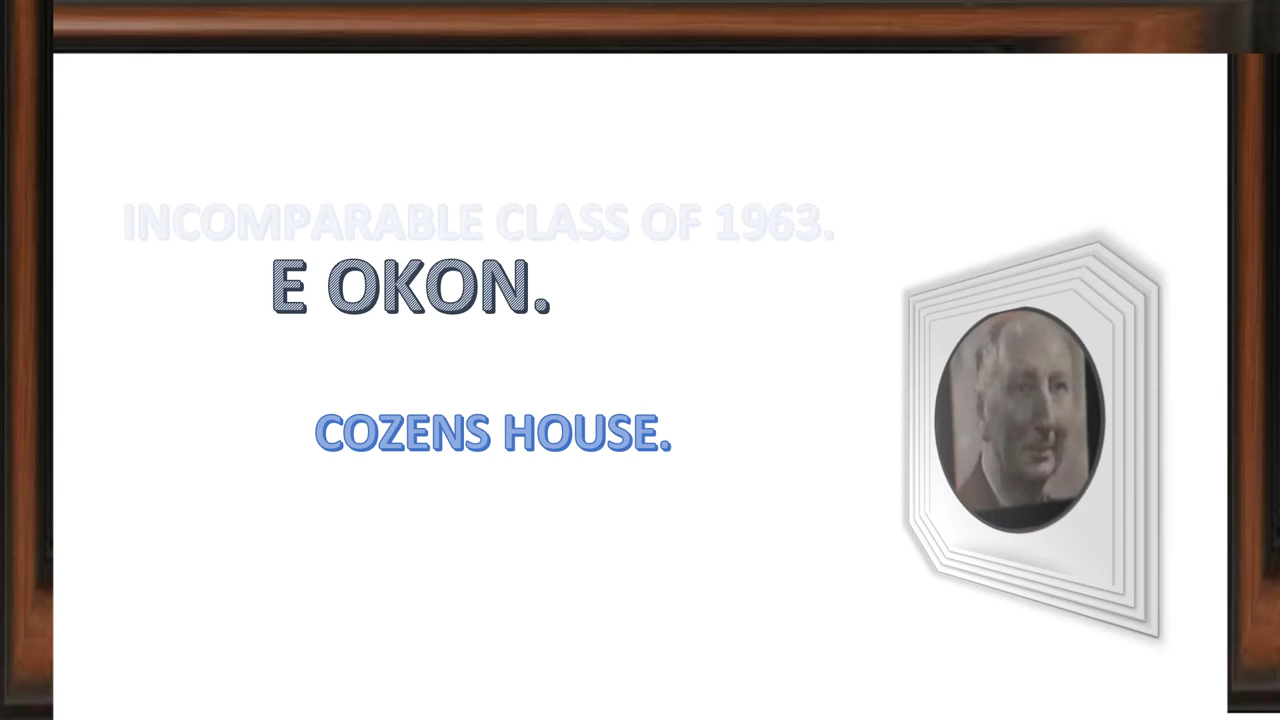 INCOMPARABLE CLASS OF 1963.
E OKON.
COZENS HOUSE.